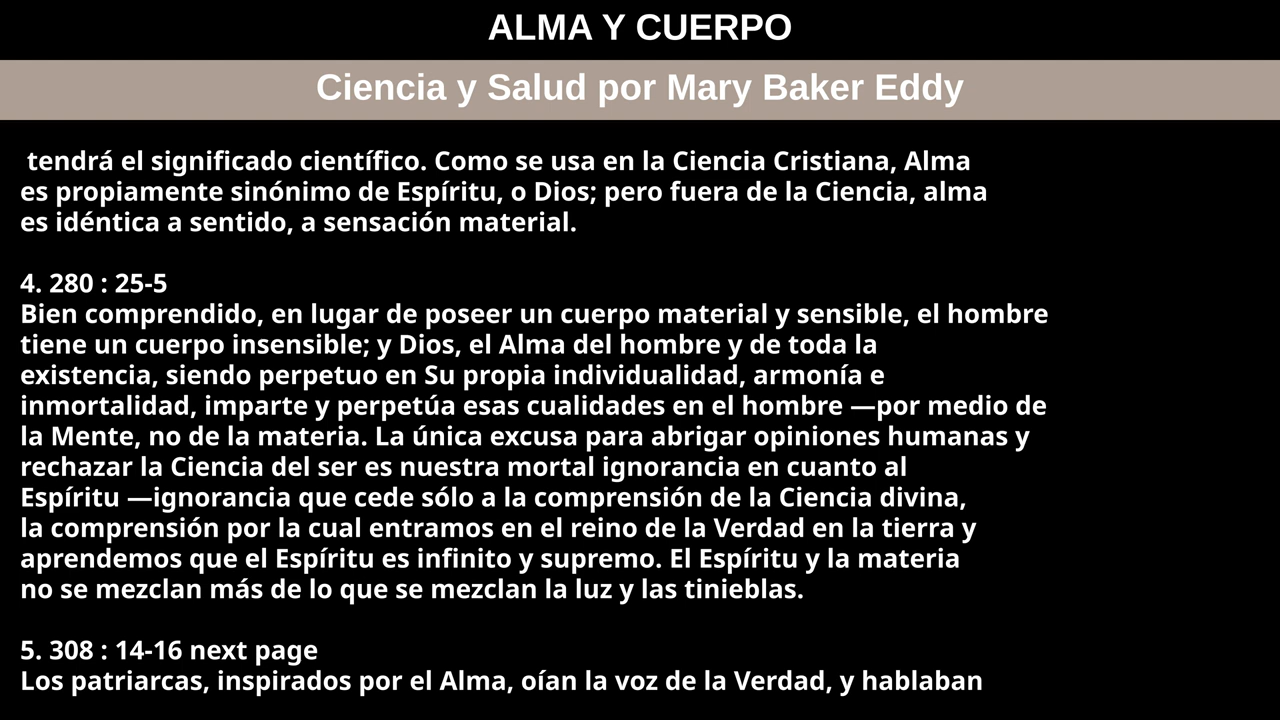 ALMA Y CUERPO
Ciencia y Salud por Mary Baker Eddy
tendrá el significado científico. Como se usa en la Ciencia Cristiana, Alma
es propiamente sinónimo de Espíritu, o Dios; pero fuera de la Ciencia, alma
es idéntica a sentido, a sensación material.
4. 280 : 25-5
Bien comprendido, en lugar de poseer un cuerpo material y sensible, el hombre
tiene un cuerpo insensible; y Dios, el Alma del hombre y de toda la
existencia, siendo perpetuo en Su propia individualidad, armonía e
inmortalidad, imparte y perpetúa esas cualidades en el hombre —por medio de
la Mente, no de la materia. La única excusa para abrigar opiniones humanas y
rechazar la Ciencia del ser es nuestra mortal ignorancia en cuanto al
Espíritu —ignorancia que cede sólo a la comprensión de la Ciencia divina,
la comprensión por la cual entramos en el reino de la Verdad en la tierra y
aprendemos que el Espíritu es infinito y supremo. El Espíritu y la materia
no se mezclan más de lo que se mezclan la luz y las tinieblas.
5. 308 : 14-16 next page
Los patriarcas, inspirados por el Alma, oían la voz de la Verdad, y hablaban